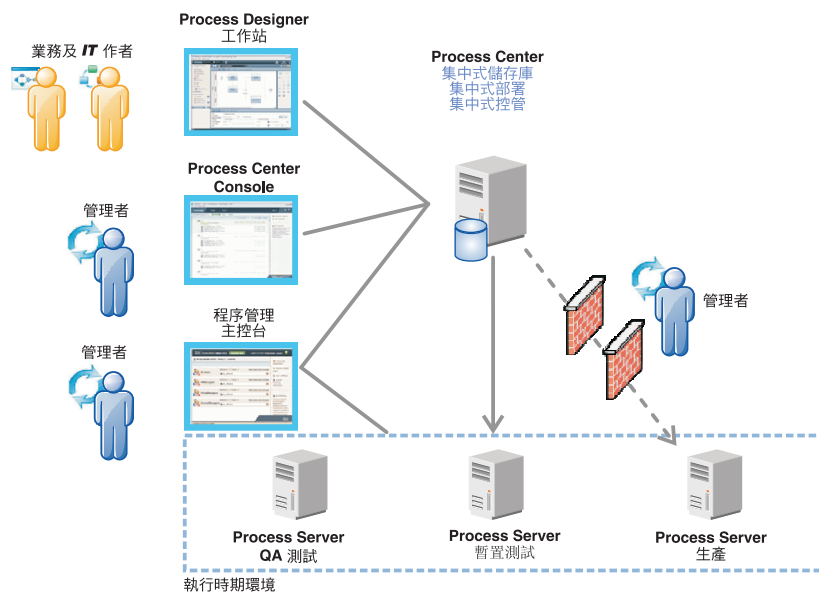 Process Designer
工作站
業務及 IT 作者
Process Center
集中式儲存庫
集中式部署
集中式控管
Process Center
Console
管理者
程序管理
主控台
管理者
管理者
Process Server
QA 測試
Process Server
暫置測試
Process Server
生產
執行時期環境